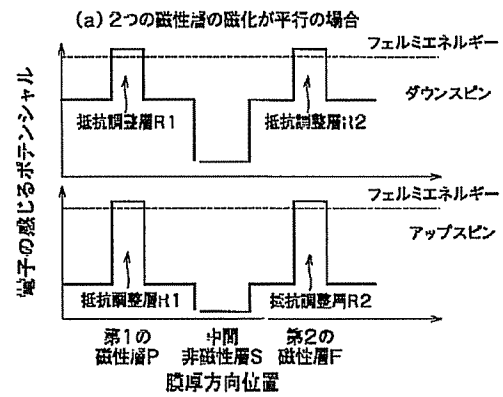 (a) 2つの磁性層の磁化が平行の場合
フェルミエネルギー
ダウンスピン
抵抗調整層R1
抵抗調整層R2
電子の感じるポテンシャル
フェルミエネルギー
アップスピン
抵抗調整層R1
抵抗調整層R2
第1の
磁性層P
中間
非磁性層S
第2の
磁性層F
膜厚方向位置